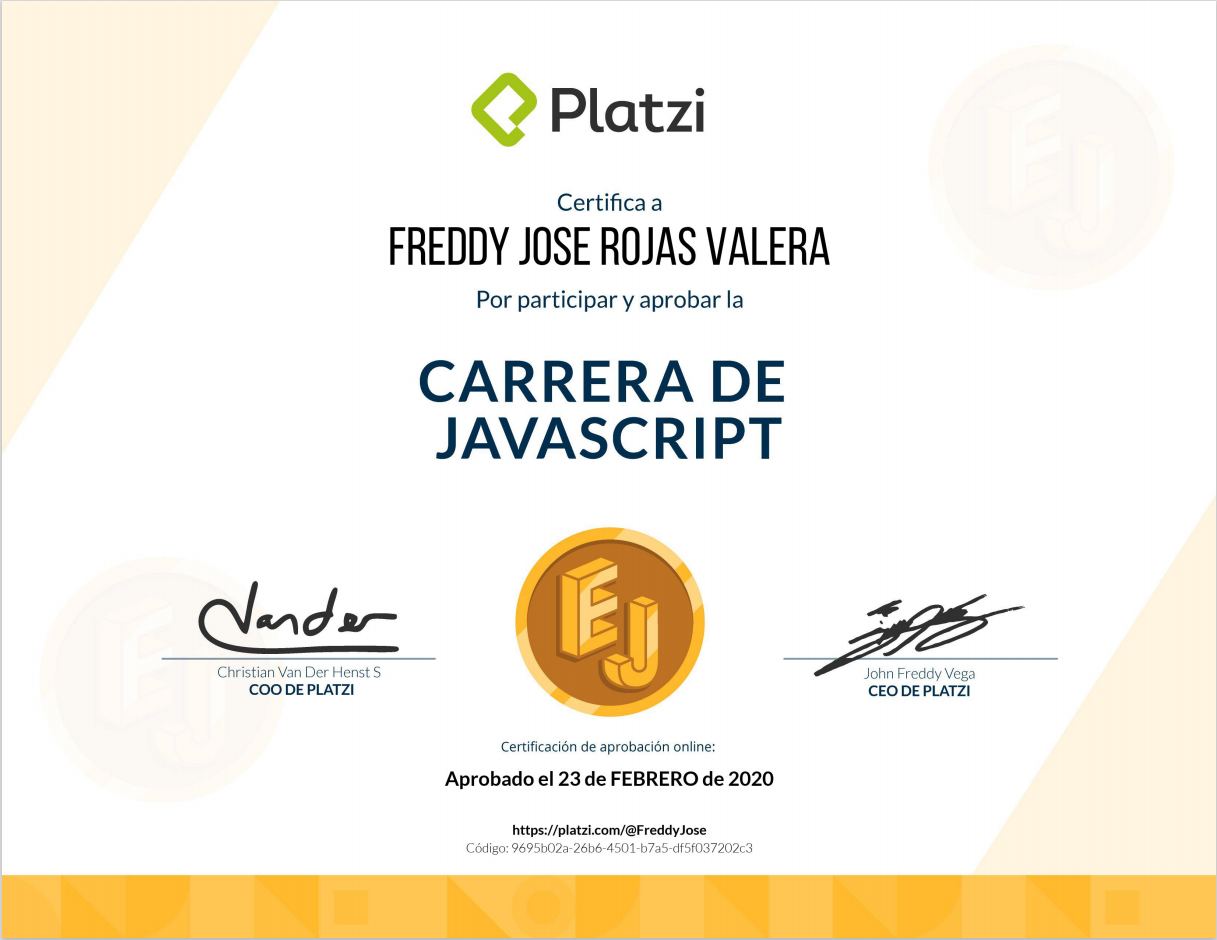 Platzi
Certifica a
FREDDY JOSE ROJAS VALERA
Por participar y aprobar la
CARRERA DE
JAVASCRIPT
EJ
Vander
Christian Van Der Henst S
COO DE PLATZI
John Freddy Vega
CEO DE PLATZI
Certificación de aprobación online:
Aprobado el 23 de FEBRERO de 2020
https://platzi.com/@FreddyJose
Código: 9695b02a-26b6-4501-b7a5-df5f037202c3